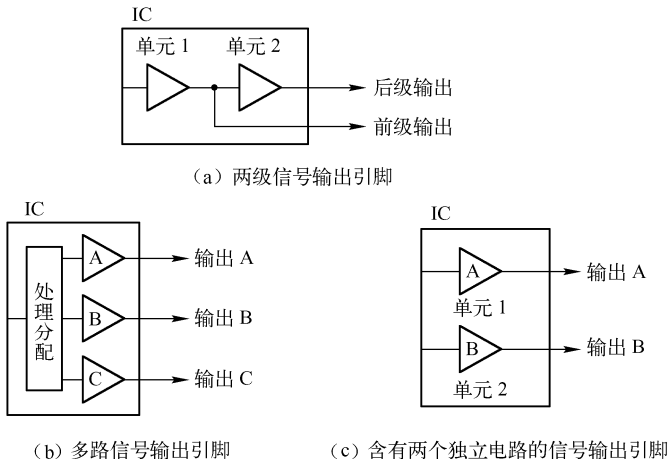 IC
单元 1 单元 2
后级输出
前级输出
（a）两级信号输出引脚
IC
处理分配
A
输出 A
B
输出 B
C
输出 C
（b）多路信号输出引脚
IC
A
输出 A
单元 1
B
输出 B
单元 2
（c）含有两个独立电路的信号输出引脚